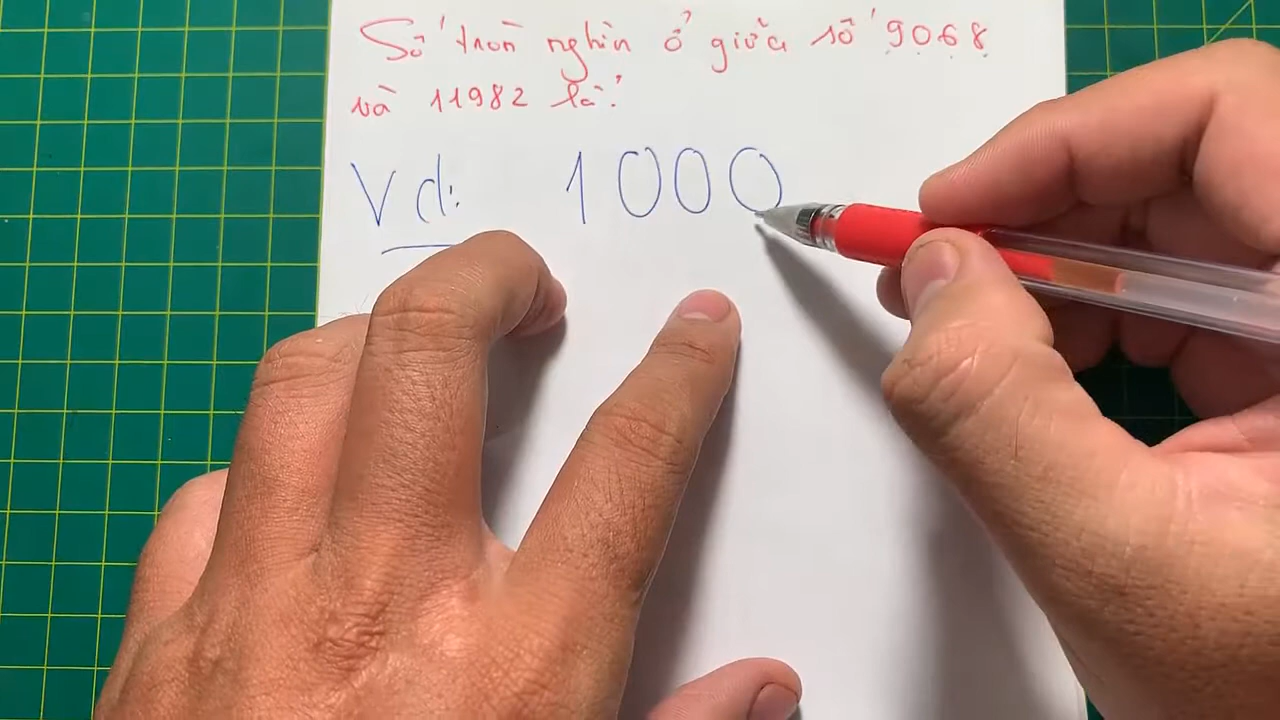 Số tròn nghìn ở giữa số 9068
và 11982 là?
Vd: 1000